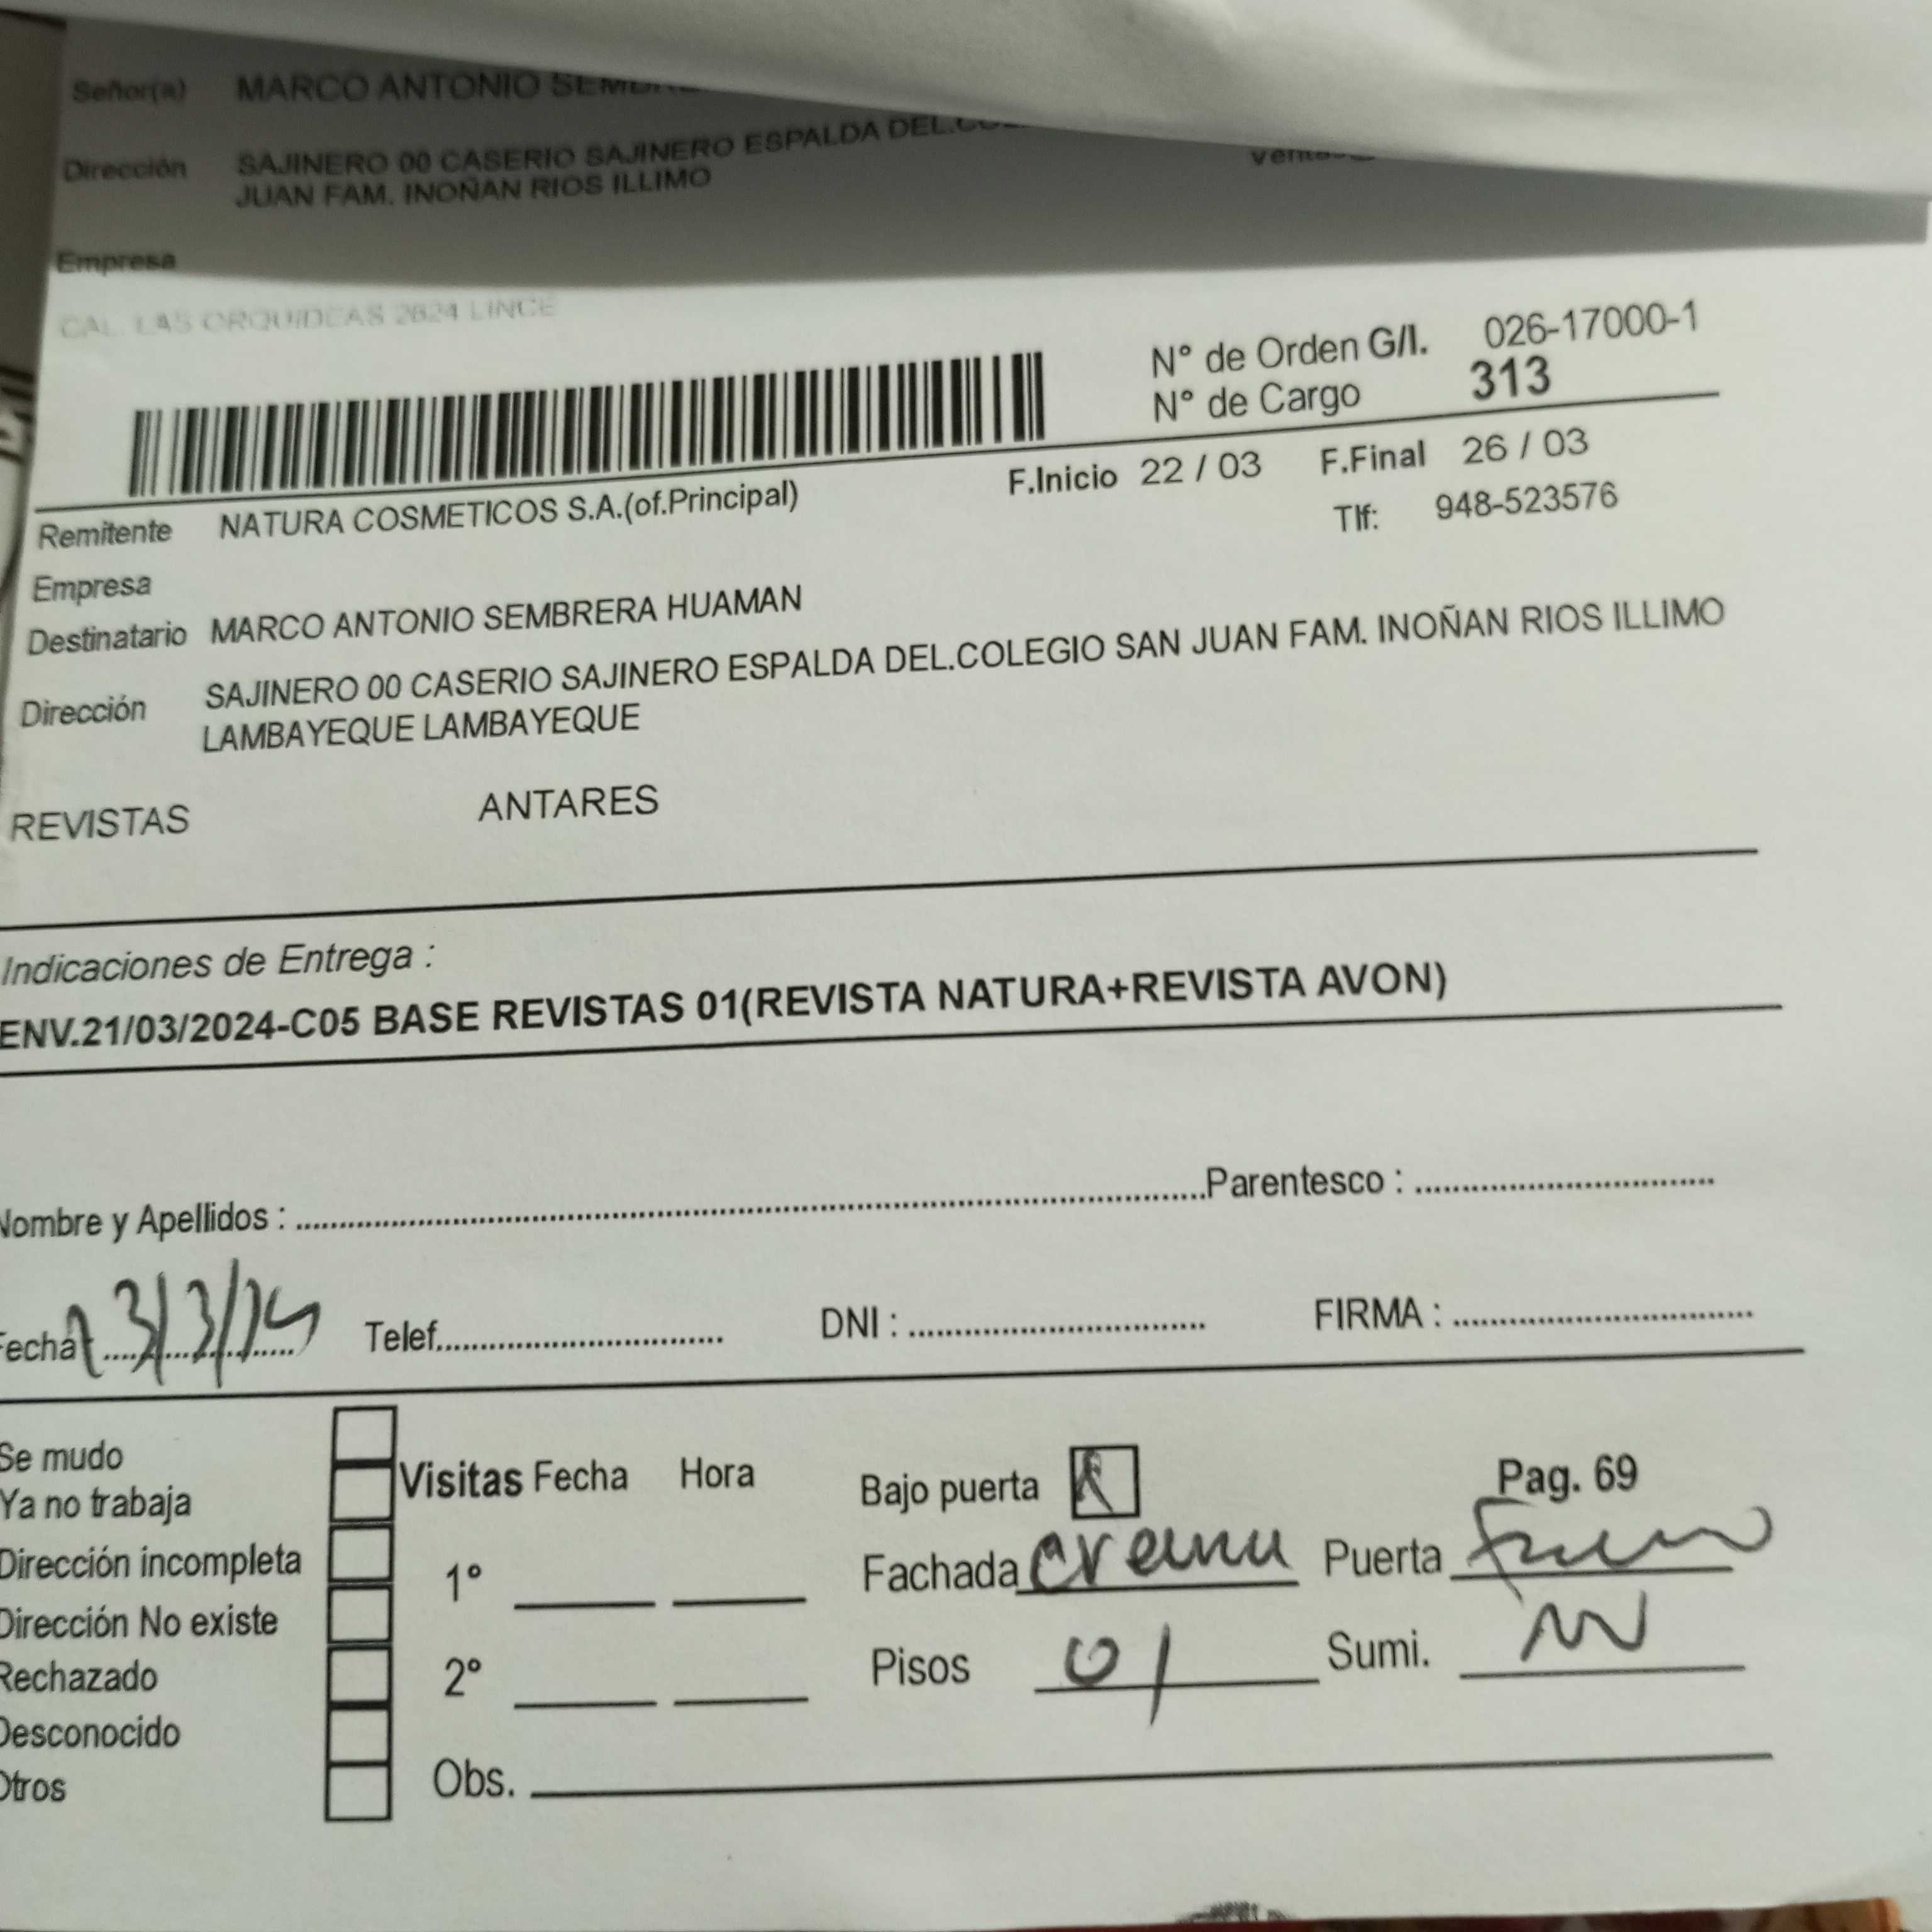 Señor(a) MARCO ANTONIO
Dirección SAJINERO 00 CASERIO SAJINERO ESPALDA
JUAN FAM. INOÑAN RIOS ILLIMO
Empresa
CAL. LAS ORQUIDEAS 2824 LINCE
N° de Orden G/I. 026-17000-1
N° de Cargo 313
F.Inicio 22 / 03 F.Final 26 / 03
Remitente NATURA COSMETICOS S.A.(of.Principal)
Tlf: 948-523576
Empresa
Destinatario MARCO ANTONIO SEMBRERA HUAMAN
Dirección SAJINERO 00 CASERIO SAJINERO ESPALDA DEL.COLEGIO SAN JUAN FAM. INOÑAN RIOS ILLIMO
LAMBAYEQUE LAMBAYEQUE
REVISTAS ANTARES
Indicaciones de Entrega :
ENV.21/03/2024-C05 BASE REVISTAS 01(REVISTA NATURA+REVISTA AVON)
Nombre y Apellidos : Parentesco :
Fecha Telef. DNI : FIRMA :
Se mudo
Ya no trabaja
Dirección incompleta
Dirección No existe
Rechazado
Desconocido
Otros
Visitas Fecha Hora
1°
2°
Obs.
Bajo puerta Pag. 69
Fachada crema Puerta
Pisos 01 Sumi.